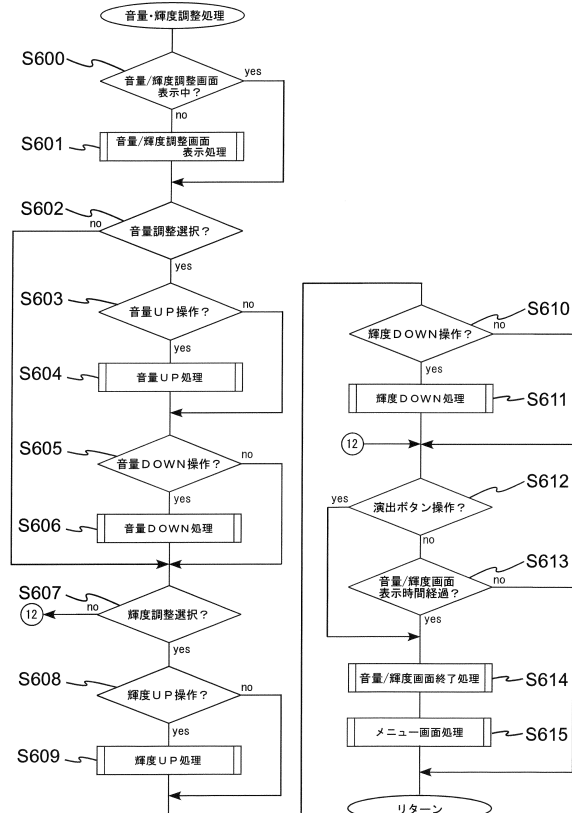 音量・輝度調整処理
S600
音量/輝度調整画面
表示中？
yes
no
S601
音量/輝度調整画面
表示処理
S602
no
音量調整選択？
yes
S603
音量ＵＰ操作？
no
yes
S604
音量ＵＰ処理
S605
音量ＤＯＷＮ操作？
no
yes
S606
音量ＤＯＷＮ処理
S607
12
no
輝度調整選択？
yes
S608
輝度ＵＰ操作？
no
yes
S609
輝度ＵＰ処理
S610
輝度ＤＯＷＮ操作？
no
yes
輝度ＤＯＷＮ処理
S611
12
S612
yes
演出ボタン操作？
no
S613
音量/輝度画面
表示時間経過？
no
yes
音量/輝度画面終了処理
S614
メニュー画面処理
S615
リターン